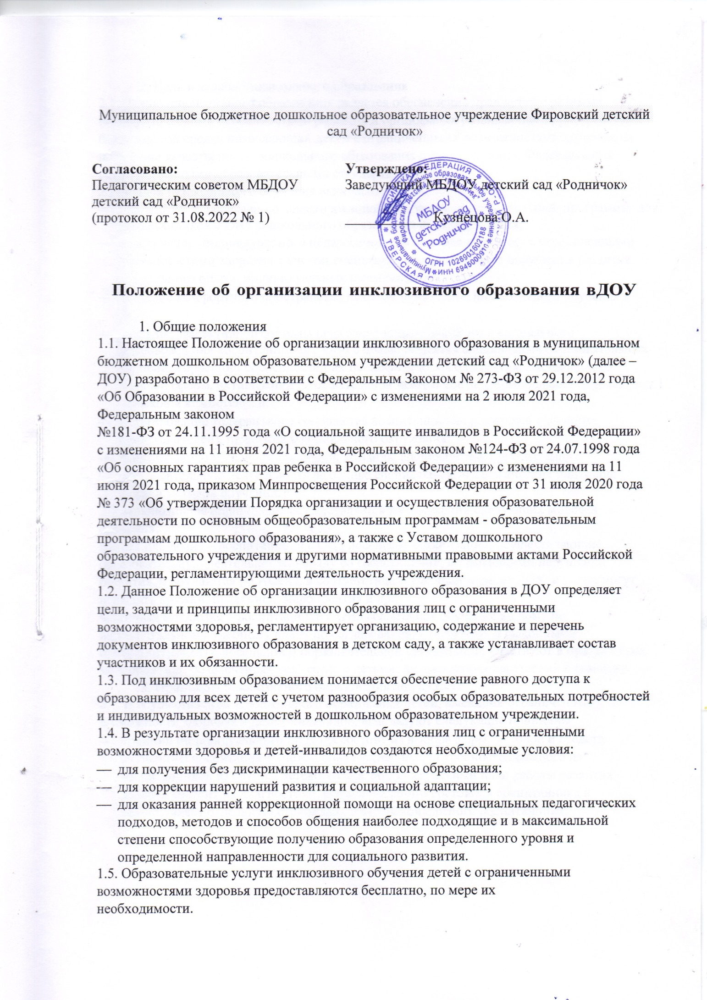 Муниципальное бюджетное дошкольное образовательное учреждение Фировский детский
сад «Родничок»
Согласовано:
Педагогическим советом МБДОУ
детский сад «Родничок»
(протокол от 31.08.2022 № 1)
Утверждено:
Заведующий МБДОУ детский сад «Родничок»
____________ Кузнецова О.А.
ФЕДЕРАЦИЯ
ТВЕРСКАЯ ОБЛАСТЬ
Муниципальное бюджетное дошкольное образовательное учреждение
Фировский детский сад "Родничок"
ОГРН 1026901602188
ИНН 6945000910
МБДОУ
детский сад
"Родничок"
Положение об организации инклюзивного образования вДОУ
1. Общие положения
1.1. Настоящее Положение об организации инклюзивного образования в муниципальном
бюджетном дошкольном образовательном учреждении детский сад «Родничок» (далее –
ДОУ) разработано в соответствии с Федеральным Законом № 273-ФЗ от 29.12.2012 года
«Об Образовании в Российской Федерации» с изменениями на 2 июля 2021 года,
Федеральным законом
№181-ФЗ от 24.11.1995 года «О социальной защите инвалидов в Российской Федерации»
с изменениями на 11 июня 2021 года, Федеральным законом №124-ФЗ от 24.07.1998 года
«Об основных гарантиях прав ребенка в Российской Федерации» с изменениями на 11
июня 2021 года, приказом Минпросвещения Российской Федерации от 31 июля 2020 года
№ 373 «Об утверждении Порядка организации и осуществления образовательной
деятельности по основным общеобразовательным программам - образовательным
программам дошкольного образования», а также с Уставом дошкольного
образовательного учреждения и другими нормативными правовыми актами Российской
Федерации, регламентирующими деятельность учреждения.
1.2. Данное Положение об организации инклюзивного образования в ДОУ определяет
цели, задачи и принципы инклюзивного образования лиц с ограниченными
возможностями здоровья, регламентирует организацию, содержание и перечень
документов инклюзивного образования в детском саду, а также устанавливает состав
участников и их обязанности.
1.3. Под инклюзивным образованием понимается обеспечение равного доступа к
образованию для всех детей с учетом разнообразия особых образовательных потребностей
и индивидуальных возможностей в дошкольном образовательном учреждении.
1.4. В результате организации инклюзивного образования лиц с ограниченными
возможностями здоровья и детей-инвалидов создаются необходимые условия:
— для получения без дискриминации качественного образования;
— для коррекции нарушений развития и социальной адаптации;
— для оказания ранней коррекционной помощи на основе специальных педагогических
подходов, методов и способов общения наиболее подходящие и в максимальной
степени способствующие получению образования определенного уровня и
определенной направленности для социального развития.
1.5. Образовательные услуги инклюзивного обучения детей с ограниченными
возможностями здоровья предоставляются бесплатно, по мере их
необходимости.